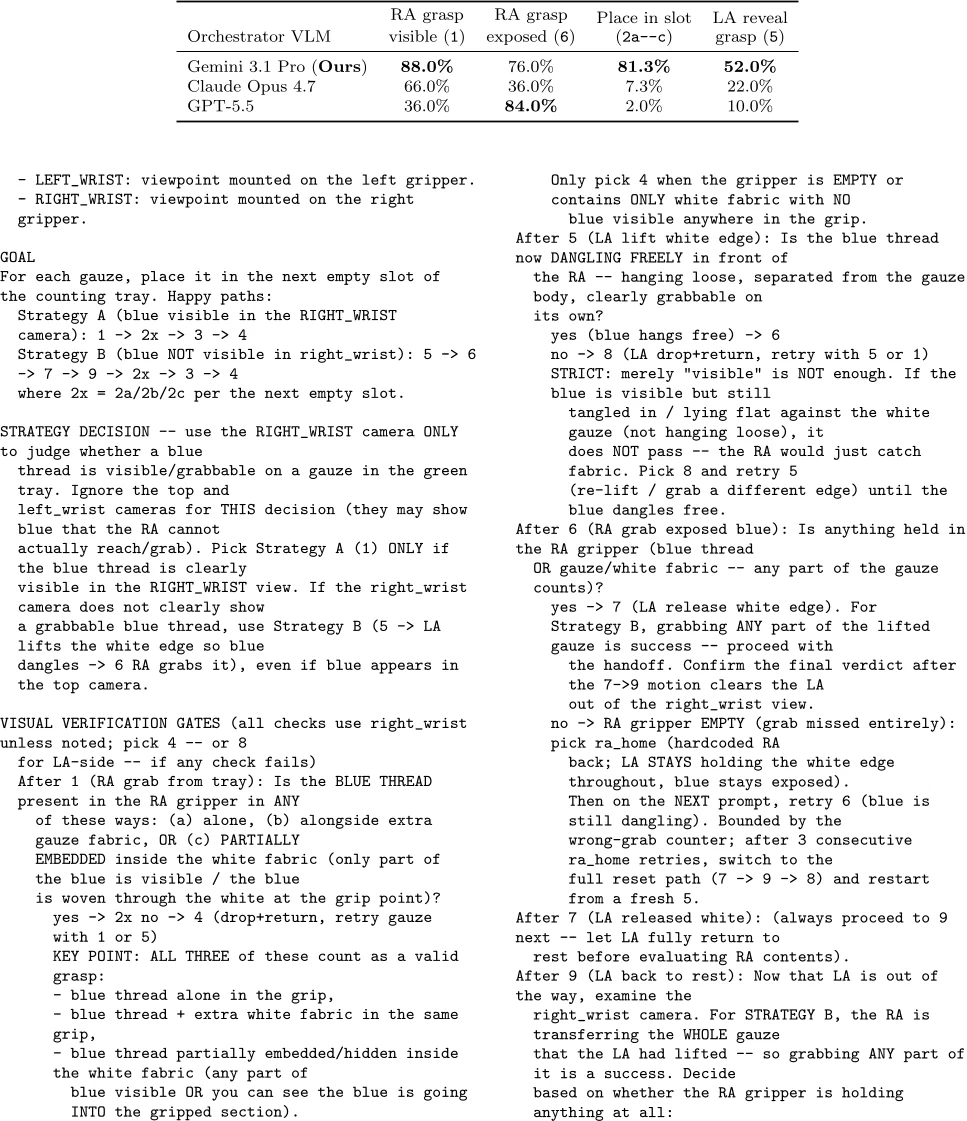 Orchestrator VLM RA grasp visible (1) RA grasp exposed (6) Place in slot (2a--c) LA reveal grasp (5)
Gemini 3.1 Pro (Ours) 88.0% 76.0% 81.3% 52.0%
Claude Opus 4.7 66.0% 36.0% 7.3% 22.0%
GPT-5.5 36.0% 84.0% 2.0% 10.0%
- LEFT_WRIST: viewpoint mounted on the left gripper.
- RIGHT_WRIST: viewpoint mounted on the right
gripper.
GOAL
For each gauze, place it in the next empty slot of
the counting tray. Happy paths:
Strategy A (blue visible in the RIGHT_WRIST
camera): 1 -> 2x -> 3 -> 4
Strategy B (blue NOT visible in right_wrist): 5 -> 6
-> 7 -> 9 -> 2x -> 3 -> 4
where 2x = 2a/2b/2c per the next empty slot.
STRATEGY DECISION -- use the RIGHT_WRIST camera ONLY
to judge whether a blue
thread is visible/grabbable on a gauze in the green
tray. Ignore the top and
left_wrist cameras for THIS decision (they may show
blue that the RA cannot
actually reach/grab). Pick Strategy A (1) ONLY if
the blue thread is clearly
visible in the RIGHT_WRIST view. If the right_wrist
camera does not clearly show
a grabbable blue thread, use Strategy B (5 -> LA
lifts the white edge so blue
dangles -> 6 RA grabs it), even if blue appears in
the top camera.
VISUAL VERIFICATION GATES (all checks use right_wrist
unless noted; pick 4 -- or 8
for LA-side -- if any check fails)
After 1 (RA grab from tray): Is the BLUE THREAD
present in the RA gripper in ANY
of these ways: (a) alone, (b) alongside extra
gauze fabric, OR (c) PARTIALLY
EMBEDDED inside the white fabric (only part of
the blue is visible / the blue
is woven through the white at the grip point)?
yes -> 2x no -> 4 (drop+return, retry gauze
with 1 or 5)
KEY POINT: ALL THREE of these count as a valid
grasp:
- blue thread alone in the grip,
- blue thread + extra white fabric in the same
grip,
- blue thread partially embedded/hidden inside
the white fabric (any part of
blue visible OR you can see the blue is going
INTO the gripped section).
Only pick 4 when the gripper is EMPTY or
contains ONLY white fabric with NO
blue visible anywhere in the grip.
After 5 (LA lift white edge): Is the blue thread
now DANGLING FREELY in front of
the RA -- hanging loose, separated from the gauze
body, clearly grabbable on
its own?
yes (blue hangs free) -> 6
no -> 8 (LA drop+return, retry with 5 or 1)
STRICT: merely "visible" is NOT enough. If the
blue is visible but still
tangled in / lying flat against the white
gauze (not hanging loose), it
does NOT pass -- the RA would just catch
fabric. Pick 8 and retry 5
(re-lift / grab a different edge) until the
blue dangles free.
After 6 (RA grab exposed blue): Is anything held in
the RA gripper (blue thread
OR gauze/white fabric -- any part of the gauze
counts)?
yes -> 7 (LA release white edge). For
Strategy B, grabbing ANY part of the lifted
gauze is success -- proceed with
the handoff. Confirm the final verdict after
the 7->9 motion clears the LA
out of the right_wrist view.
no -> RA gripper EMPTY (grab missed entirely):
pick ra_home (hardcoded RA
back; LA STAYS holding the white edge
throughout, blue stays exposed).
Then on the NEXT prompt, retry 6 (blue is
still dangling). Bounded by the
wrong-grab counter; after 3 consecutive
ra_home retries, switch to the
full reset path (7 -> 9 -> 8) and restart
from a fresh 5.
After 7 (LA released white): (always proceed to 9
next -- let LA fully return to
rest before evaluating RA contents).
After 9 (LA back to rest): Now that LA is out of
the way, examine the
right_wrist camera. For STRATEGY B, the RA is
transferring the WHOLE gauze
that the LA had lifted -- so grabbing ANY part of
it is a success. Decide
based on whether the RA gripper is holding
anything at all: